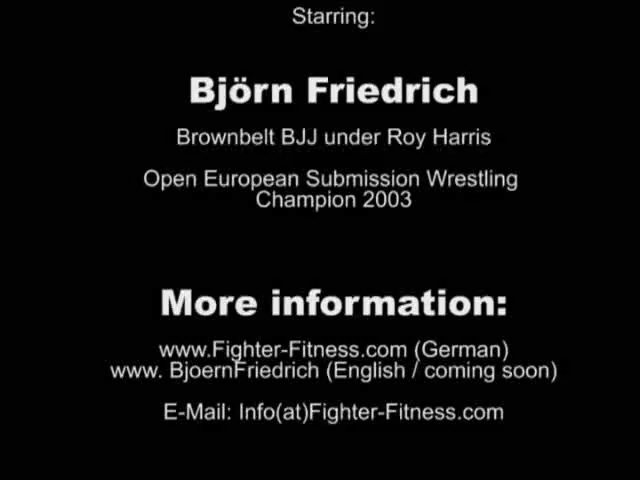 Starring:
Björn Friedrich
Brownbelt BJJ under Roy Harris
Open European Submission Wrestling
Champion 2003
More information:
www.Fighter-Fitness.com (German)
www. BjoernFriedrich (English / coming soon)
E-Mail: Info(at)Fighter-Fitness.com